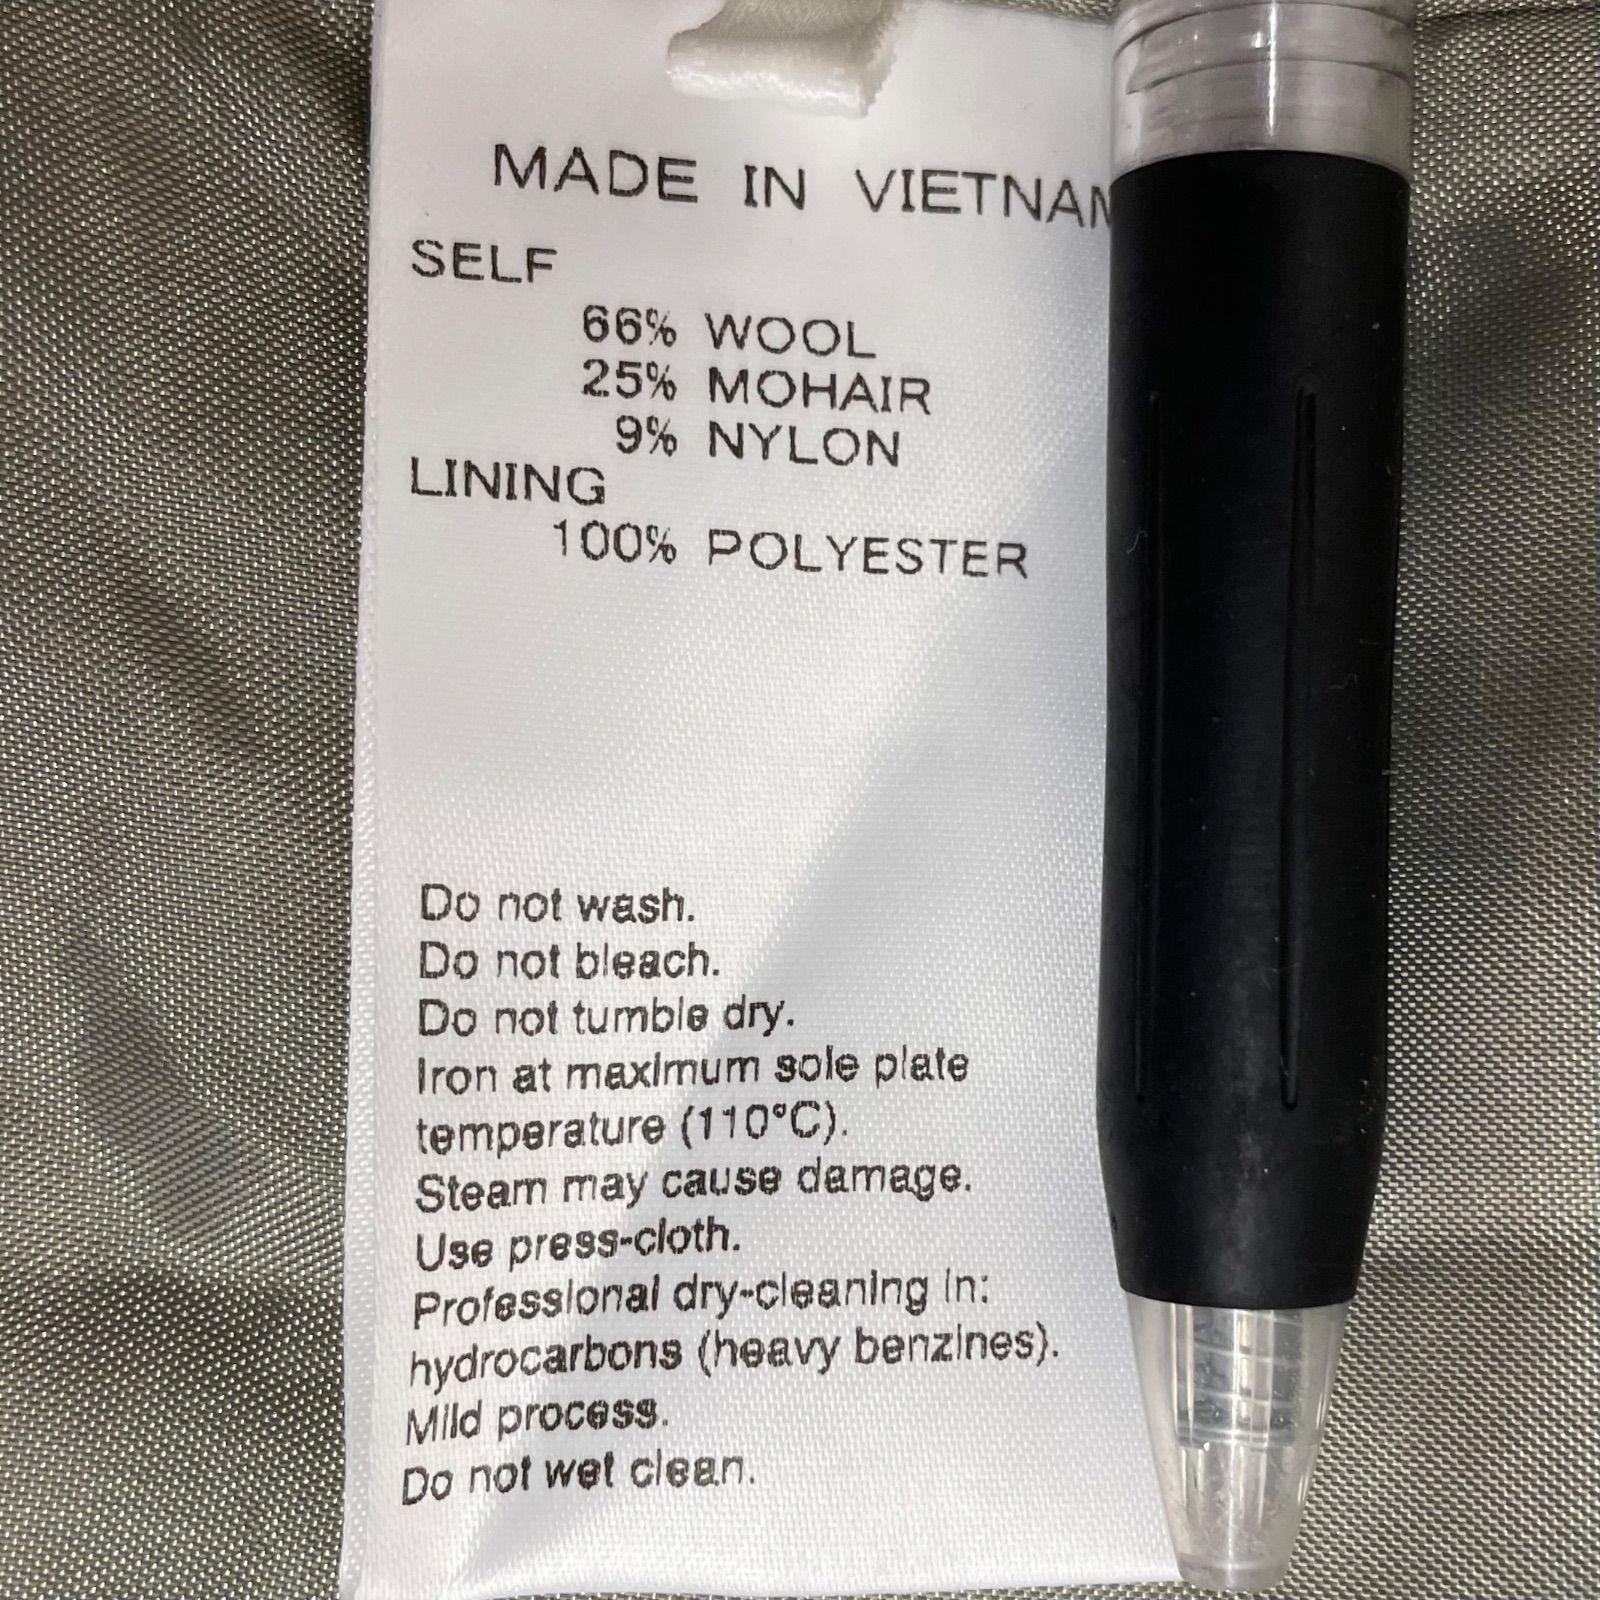 MADE IN VIETNAM
SELF
66% WOOL
25% MOHAIR
9% NYLON
LINING
100% POLYESTER
Do not wash.
Do not bleach.
Do not tumble dry.
Iron at maximum sole plate
temperature (110°C).
Steam may cause damage.
Use press-cloth.
Professional dry-cleaning in:
hydrocarbons (heavy benzines).
Mild process.
Do not wet clean.